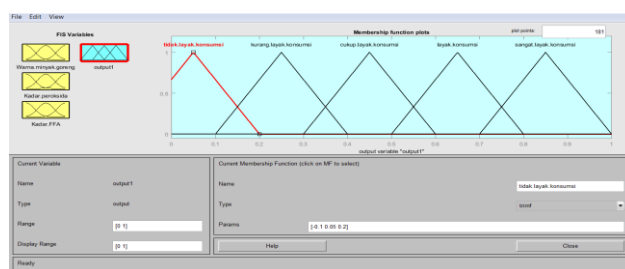 File Edit View
FIS Variables
Membership function plots
plot points:
181
Warna.minyak.goreng
output1
Kadar.peroksida
Kadar.FFA
tidak.layak.konsumsi
kurang.layak.konsumsi
cukup.layak.konsumsi
layak.konsumsi
sangat.layak.konsumsi
1
0.5
0
0 0.1 0.2 0.3 0.4 0.5 0.6 0.7 0.8 0.9 1
output variable "output1"
Current Variable
Name output1
Type output
Range [0 1]
Display Range [0 1]
Current Membership Function (click on MF to select)
Name tidak.layak.konsumsi
Type trimf
Params [-0.1 0.05 0.2]
Help
Close
Ready